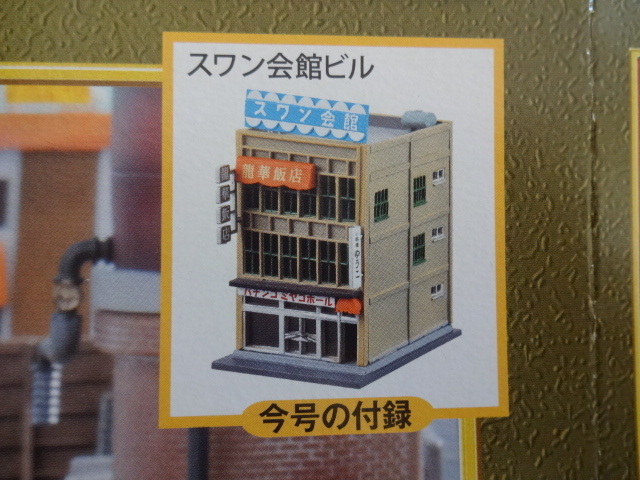 スワン会館ビル
スワン会館
龍華飯店
パチンコミヤコホール
今号の付録